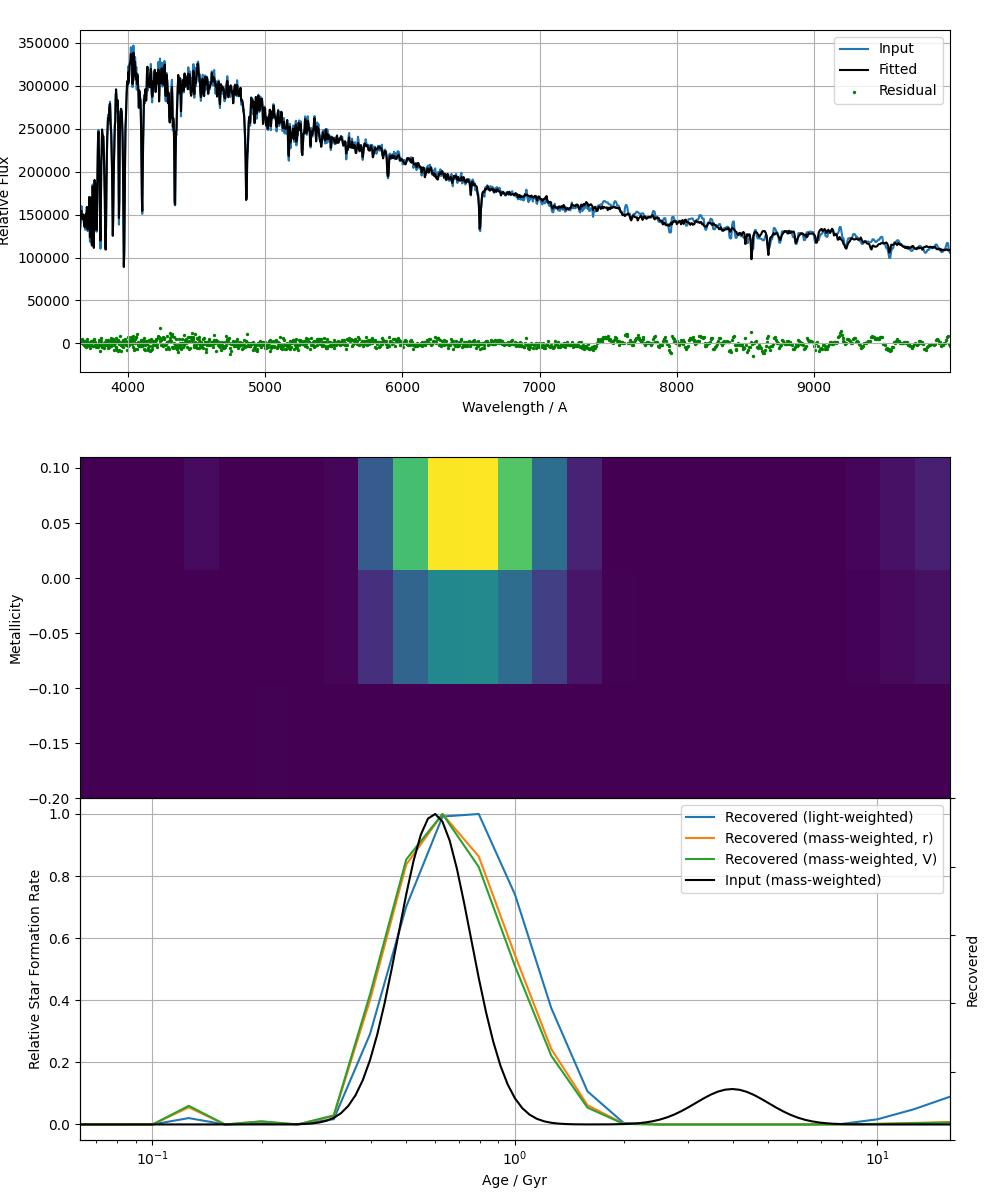 350000
300000
250000
200000
150000
100000
50000
0
Relative Flux
Input
Fitted
Residual
4000 5000 6000 7000 8000 9000
Wavelength / A
0.10
0.05
0.00
−0.05
−0.10
−0.15
−0.20
Metallicity
1.0
0.8
0.6
0.4
0.2
0.0
Relative Star Formation Rate
Recovered (light-weighted)
Recovered (mass-weighted, r)
Recovered (mass-weighted, V)
Input (mass-weighted)
Recovered
10⁻¹ 10⁰ 10¹
Age / Gyr